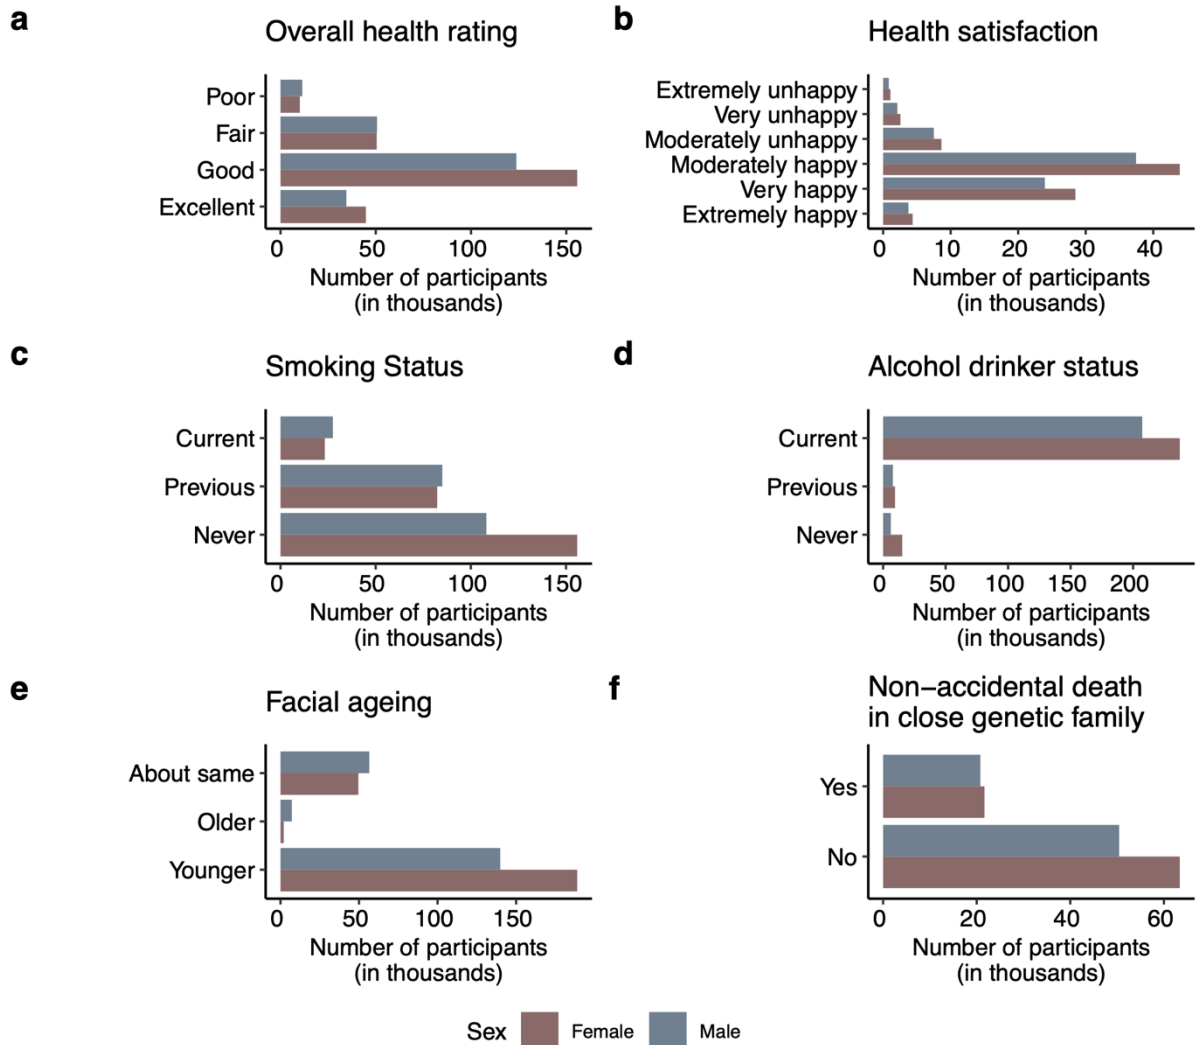 a
Overall health rating
Poor
Fair
Good
Excellent
0 50 100 150
Number of participants
(in thousands)
b
Health satisfaction
Extremely unhappy
Very unhappy
Moderately unhappy
Moderately happy
Very happy
Extremely happy
0 10 20 30 40
Number of participants
(in thousands)
c
Smoking Status
Current
Previous
Never
0 50 100 150
Number of participants
(in thousands)
d
Alcohol drinker status
Current
Previous
Never
0 50 100 150 200
Number of participants
(in thousands)
e
Facial ageing
About same
Older
Younger
0 50 100 150
Number of participants
(in thousands)
f
Non−accidental death
in close genetic family
Yes
No
0 20 40 60
Number of participants
(in thousands)
Sex Female Male